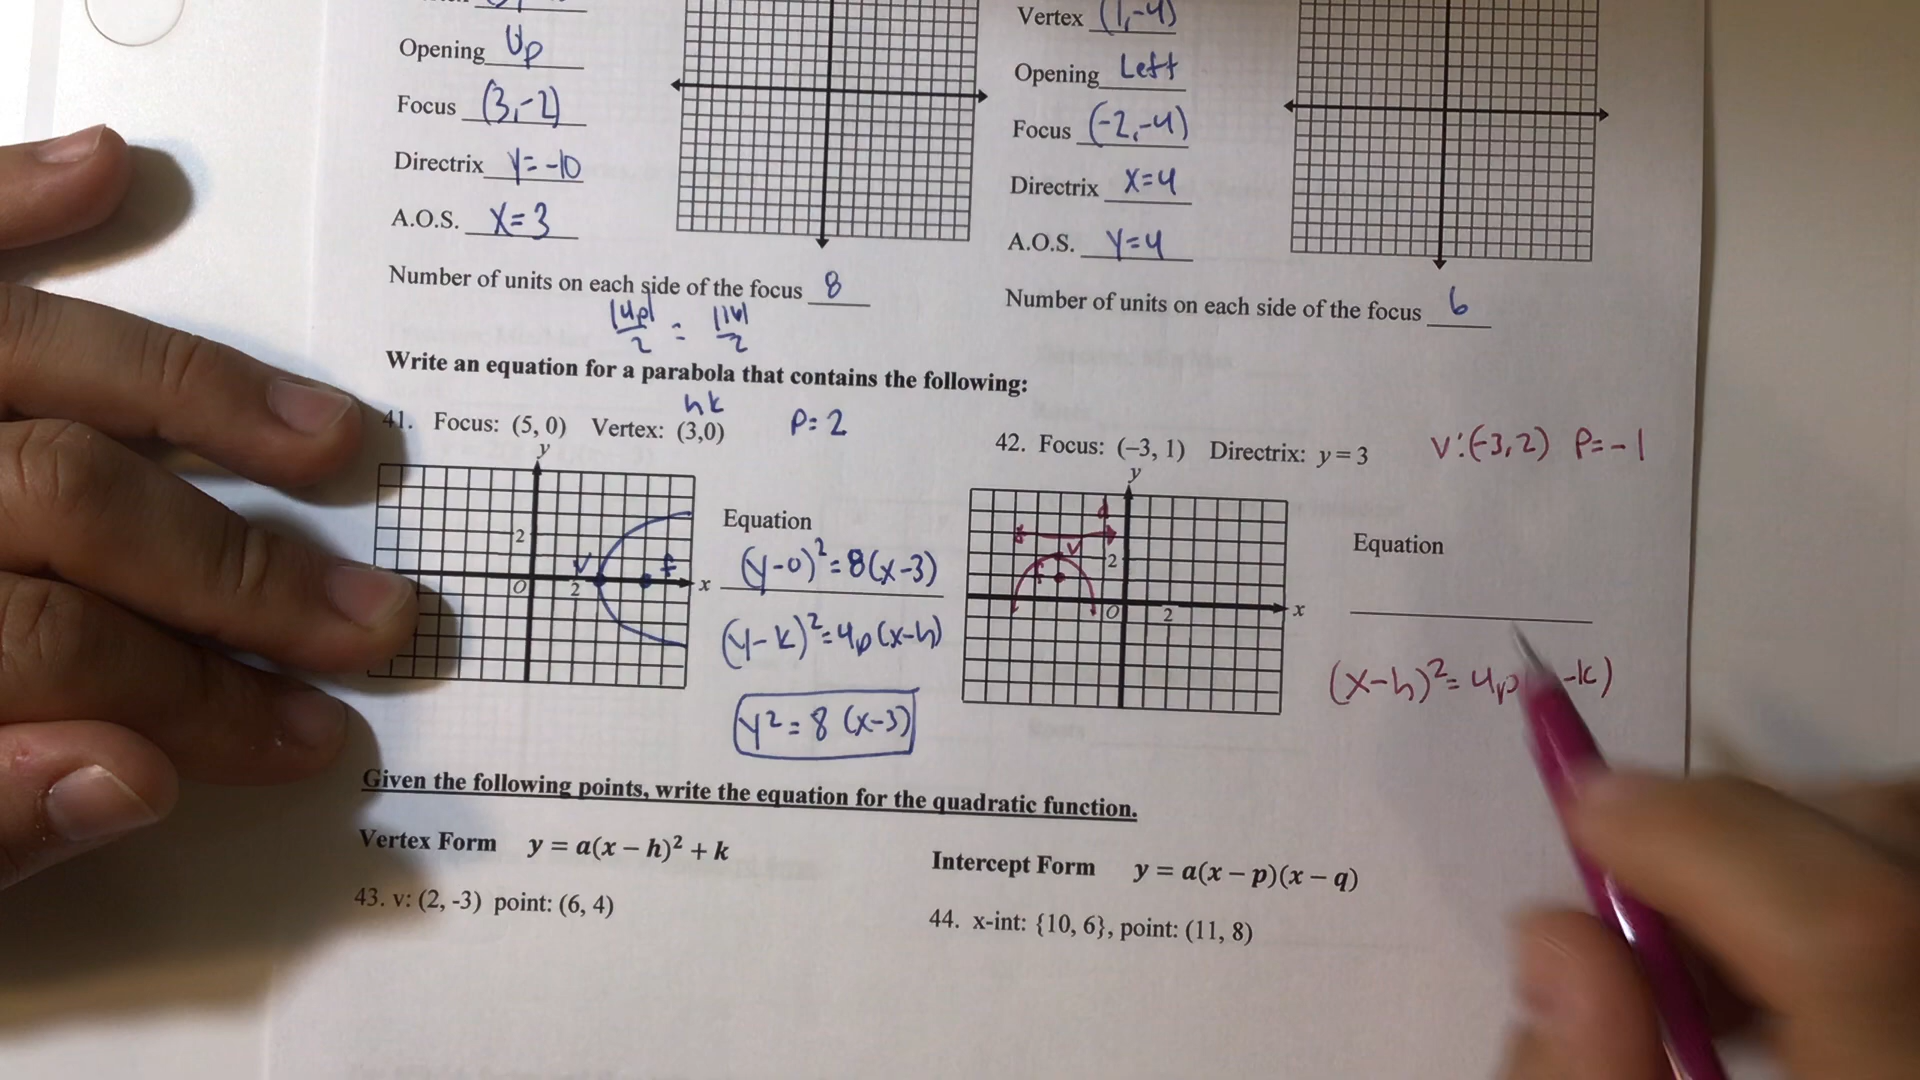 Vertex (1,-4)
Opening Up
Focus (3,-2)
Directrix y=-10
A.O.S. x=3
Number of units on each side of the focus 8
|4p|/2 = |16|/2
Opening Left
Focus (-2,-4)
Directrix x=4
A.O.S. y=4
Number of units on each side of the focus 6
Write an equation for a parabola that contains the following:
h k
41. Focus: (5, 0) Vertex: (3,0) P=2
y
2
O
2
x
V
f
Equation
(y-0)²=8(x-3)
(y-k)²=4p(x-h)
y²=8(x-3)
42. Focus: (–3, 1) Directrix: y = 3 V:(-3,2) P=-1
y
d
V
2
f
O
2
x
Equation
(x-h)²=4p( -k)
Given the following points, write the equation for the quadratic function.
Vertex Form y = a(x – h)² + k
43. v: (2, -3) point: (6, 4)
Intercept Form y = a(x – p)(x – q)
44. x-int: {10, 6}, point: (11, 8)